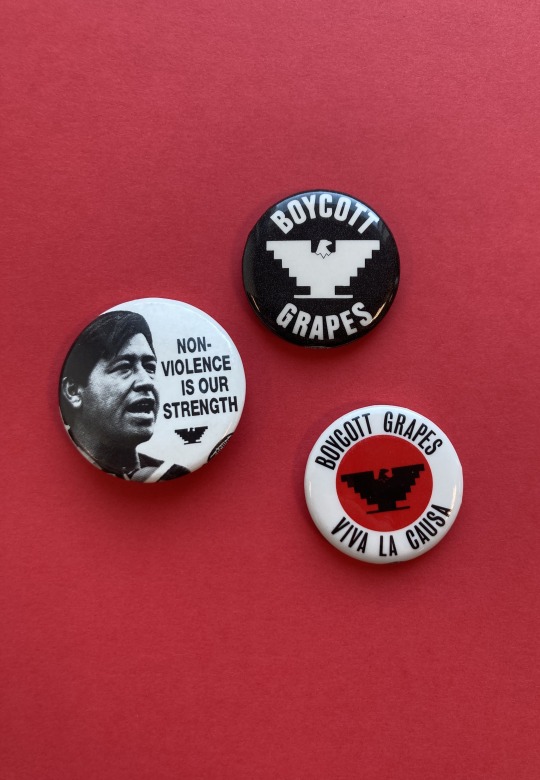 BOYCOTT
GRAPES
NON-
VIOLENCE
IS OUR
STRENGTH
BOYCOTT GRAPES
VIVA LA CAUSA